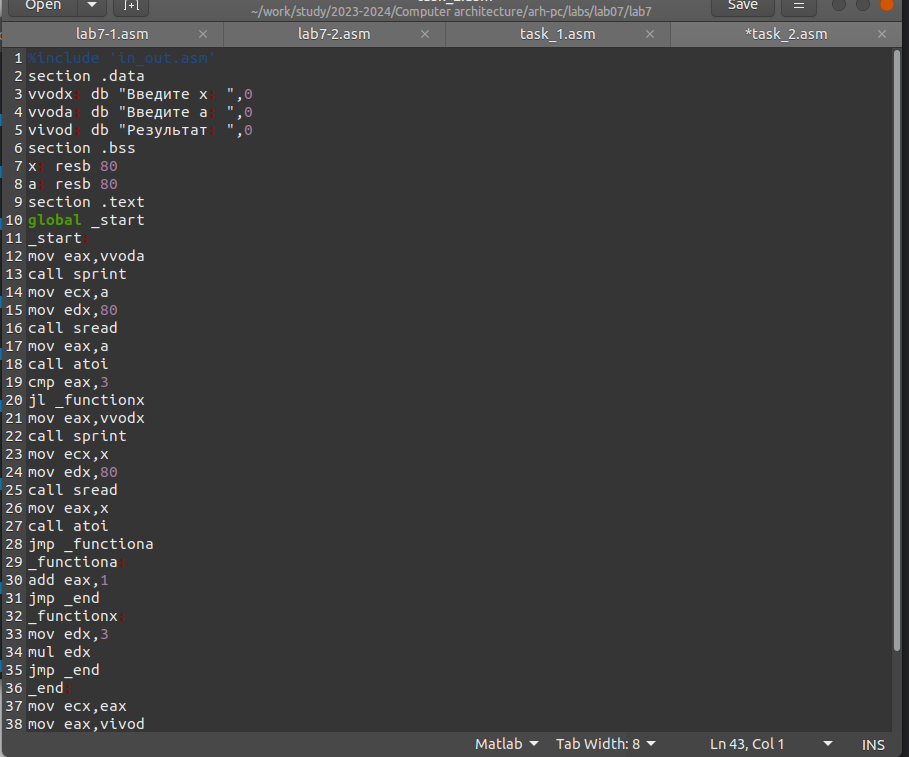 Open
Save
~/work/study/2023-2024/Computer architecture/arh-pc/labs/lab07/lab7
lab7-1.asm × lab7-2.asm × task_1.asm × *task_2.asm ×
1 %include 'in_out.asm'
2 section .data
3 vvodx: db "Введите x: ",0
4 vvoda: db "Введите a: ",0
5 vivod: db "Результат: ",0
6 section .bss
7 x: resb 80
8 a: resb 80
9 section .text
10 global _start
11 _start:
12 mov eax,vvoda
13 call sprint
14 mov ecx,a
15 mov edx,80
16 call sread
17 mov eax,a
18 call atoi
19 cmp eax,3
20 jl _functionx
21 mov eax,vvodx
22 call sprint
23 mov ecx,x
24 mov edx,80
25 call sread
26 mov eax,x
27 call atoi
28 jmp _functiona
29 _functiona:
30 add eax,1
31 jmp _end
32 _functionx:
33 mov edx,3
34 mul edx
35 jmp _end
36 _end:
37 mov ecx,eax
38 mov eax,vivod
Matlab Tab Width: 8 Ln 43, Col 1 INS